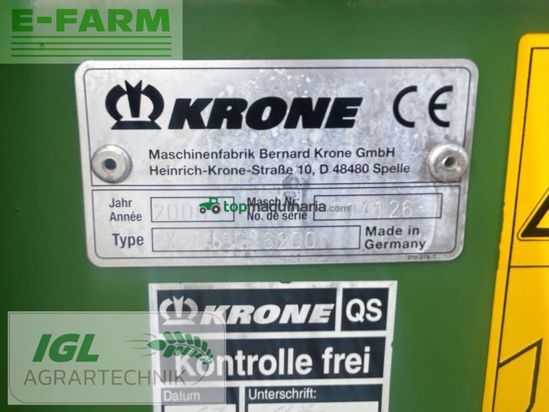 E-FARM
KRONE CE
Maschinenfabrik Bernard Krone GmbH
Heinrich-Krone-Straße 10, D 48480 Spelle
Jahr
Année
Masch Nr.
No. de série
topmaquinaria.com
Type
Made in
Germany
KRONE QS
Kontrolle frei
Datum Unterschrift:
IGL
AGRARTECHNIK